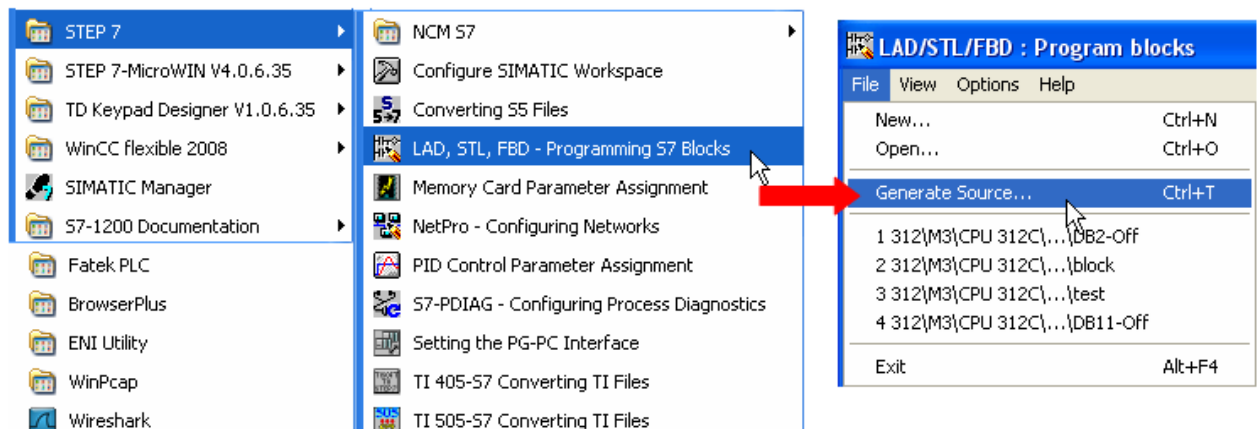 STEP 7
STEP 7-MicroWIN V4.0.6.35
TD Keypad Designer V1.0.6.35
WinCC flexible 2008
SIMATIC Manager
S7-1200 Documentation
Fatek PLC
BrowserPlus
ENI Utility
WinPcap
Wireshark
NCM S7
Configure SIMATIC Workspace
Converting S5 Files
LAD, STL, FBD - Programming S7 Blocks
Memory Card Parameter Assignment
NetPro - Configuring Networks
PID Control Parameter Assignment
S7-PDIAG - Configuring Process Diagnostics
Setting the PG-PC Interface
TI 405-S7 Converting TI Files
TI 505-S7 Converting TI Files
LAD/STL/FBD : Program blocks
File View Options Help
New... Ctrl+N
Open... Ctrl+O
Generate Source... Ctrl+T
1 312\M3\CPU 312C\...\DB2-Off
2 312\M3\CPU 312C\...\block
3 312\M3\CPU 312C\...\test
4 312\M3\CPU 312C\...\DB11-Off
Exit Alt+F4